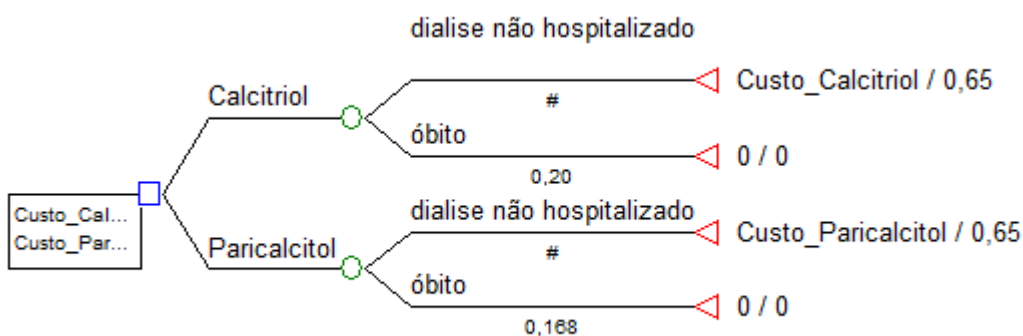 dialise não hospitalizado
Custo_Calcitriol / 0,65
Calcitriol
#
óbito
0 / 0
0,20
Custo_Cal...
Custo_Par...
dialise não hospitalizado
Custo_Paricalcitol / 0,65
Paricalcitol
#
óbito
0 / 0
0,168